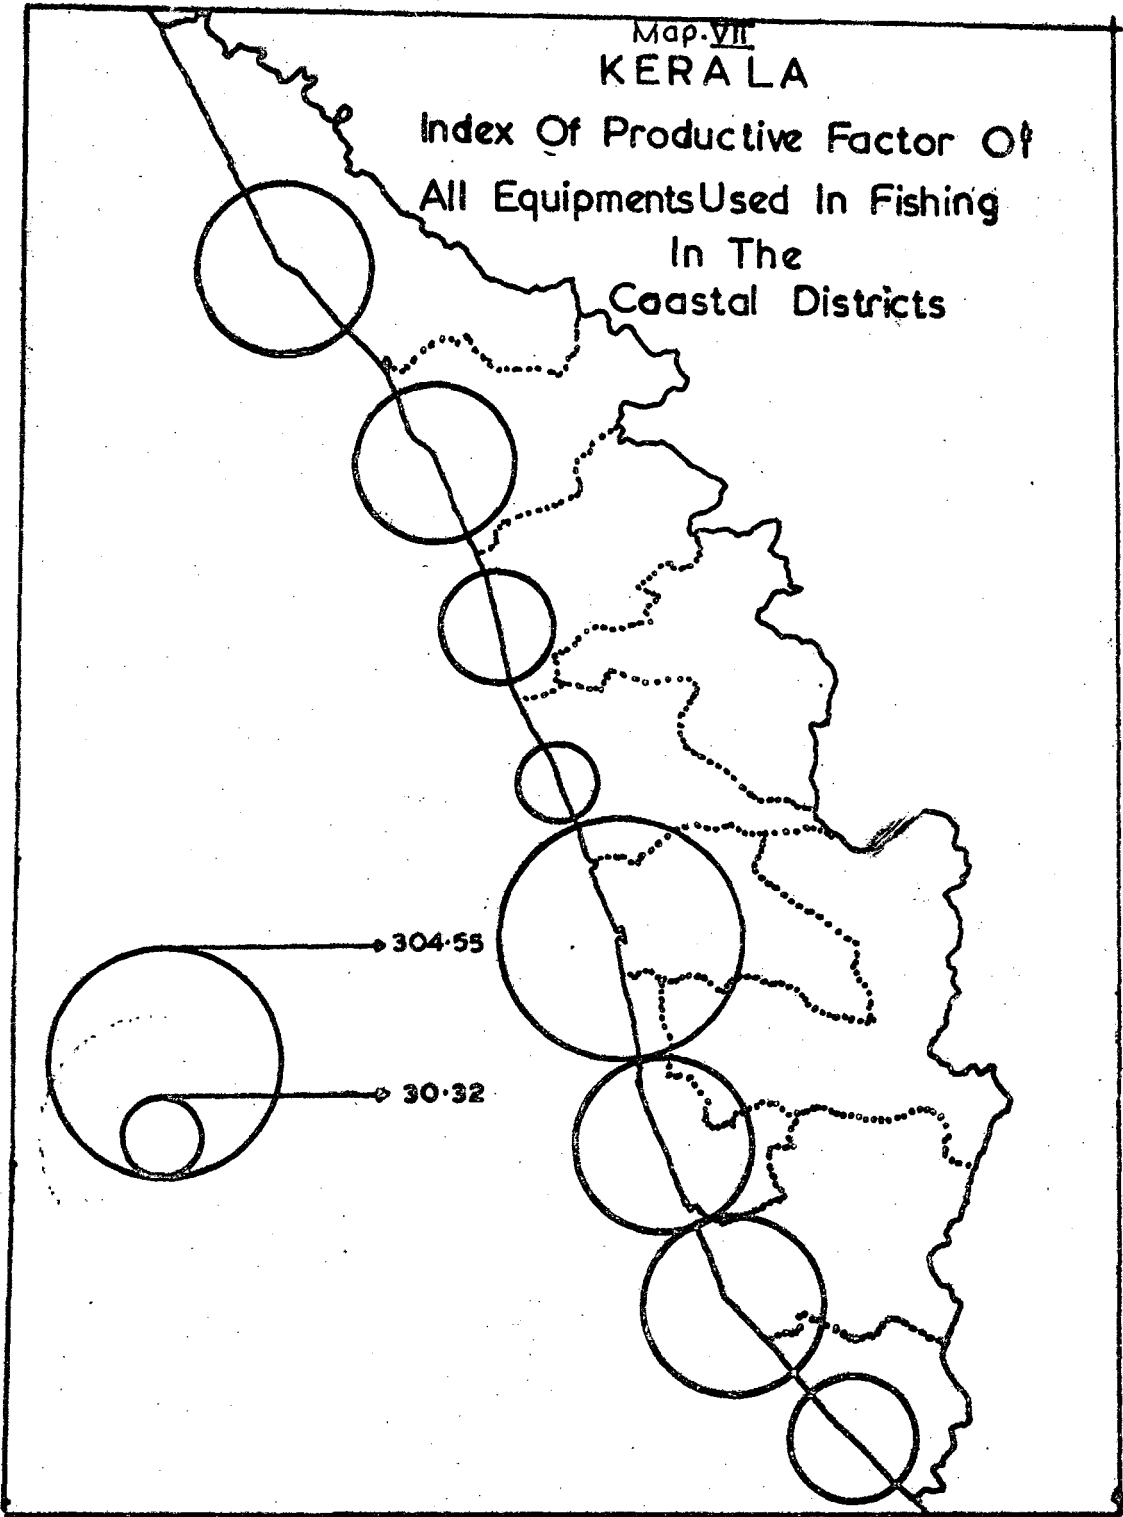 Map-VII
KERALA
Index Of Productive Factor Of
All Equipments Used In Fishing
In The
Coastal Districts
304.55
30.32